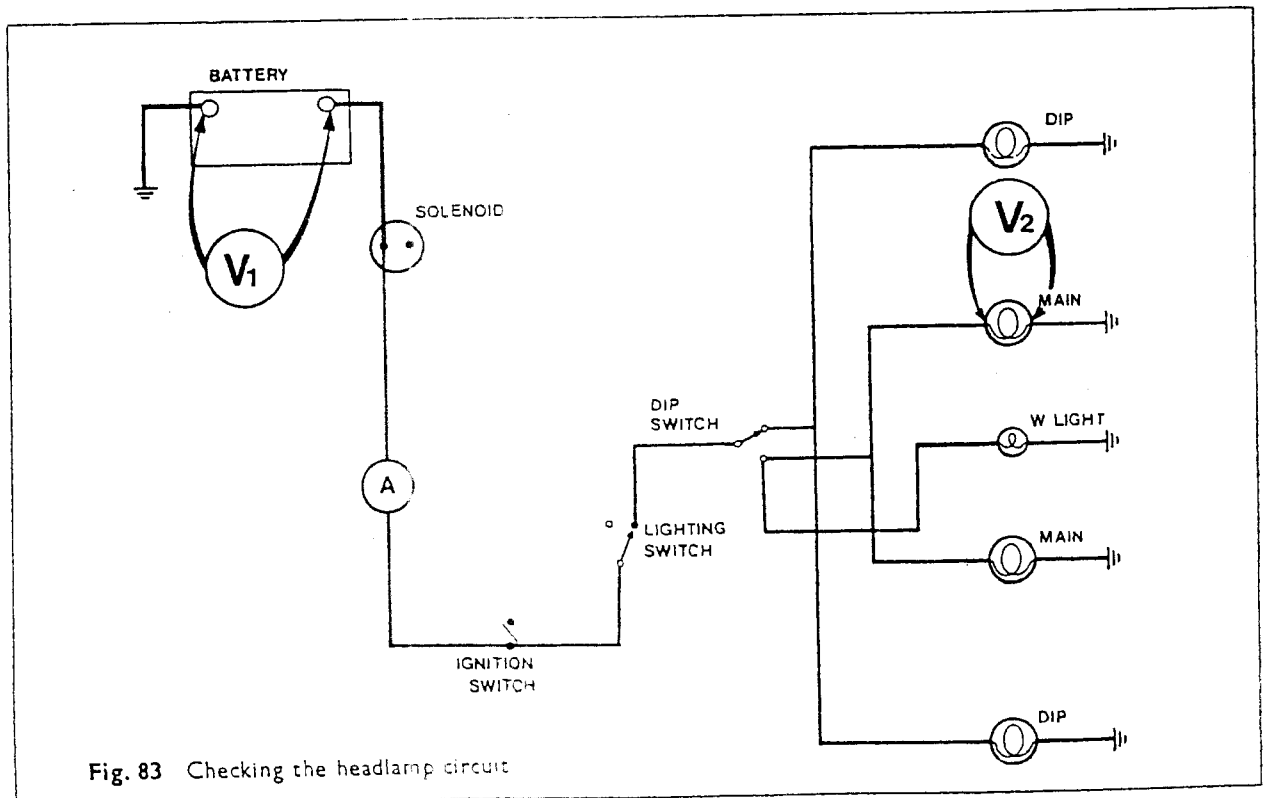 BATTERY
DIP
SOLENOID
V1
V2
MAIN
DIP
SWITCH
W LIGHT
A
LIGHTING
SWITCH
MAIN
IGNITION
SWITCH
DIP
Fig. 83 Checking the headlamp circuit